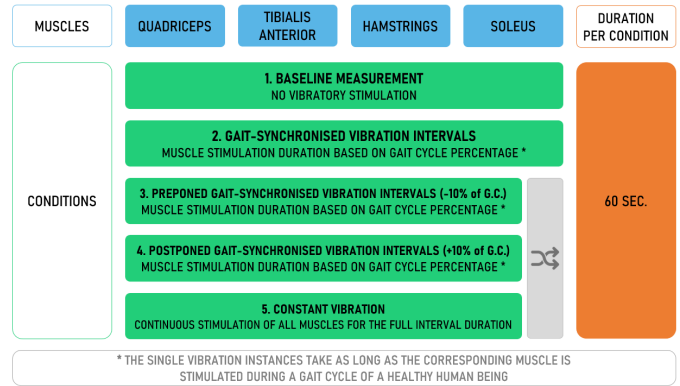 MUSCLES
QUADRICEPS
TIBIALIS
ANTERIOR
HAMSTRINGS
SOLEUS
DURATION
PER CONDITION
CONDITIONS
1. BASELINE MEASUREMENT
NO VIBRATORY STIMULATION
2. GAIT-SYNCHRONISED VIBRATION INTERVALS
MUSCLE STIMULATION DURATION BASED ON GAIT CYCLE PERCENTAGE *
3. PREPONED GAIT-SYNCHRONISED VIBRATION INTERVALS (-10% of G.C.)
MUSCLE STIMULATION DURATION BASED ON GAIT CYCLE PERCENTAGE *
4. POSTPONED GAIT-SYNCHRONISED VIBRATION INTERVALS (+10% of G.C.)
MUSCLE STIMULATION DURATION BASED ON GAIT CYCLE PERCENTAGE *
5. CONSTANT VIBRATION
CONTINUOUS STIMULATION OF ALL MUSCLES FOR THE FULL INTERVAL DURATION
60 SEC.
* THE SINGLE VIBRATION INSTANCES TAKE AS LONG AS THE CORRESPONDING MUSCLE IS
STIMULATED DURING A GAIT CYCLE OF A HEALTHY HUMAN BEING